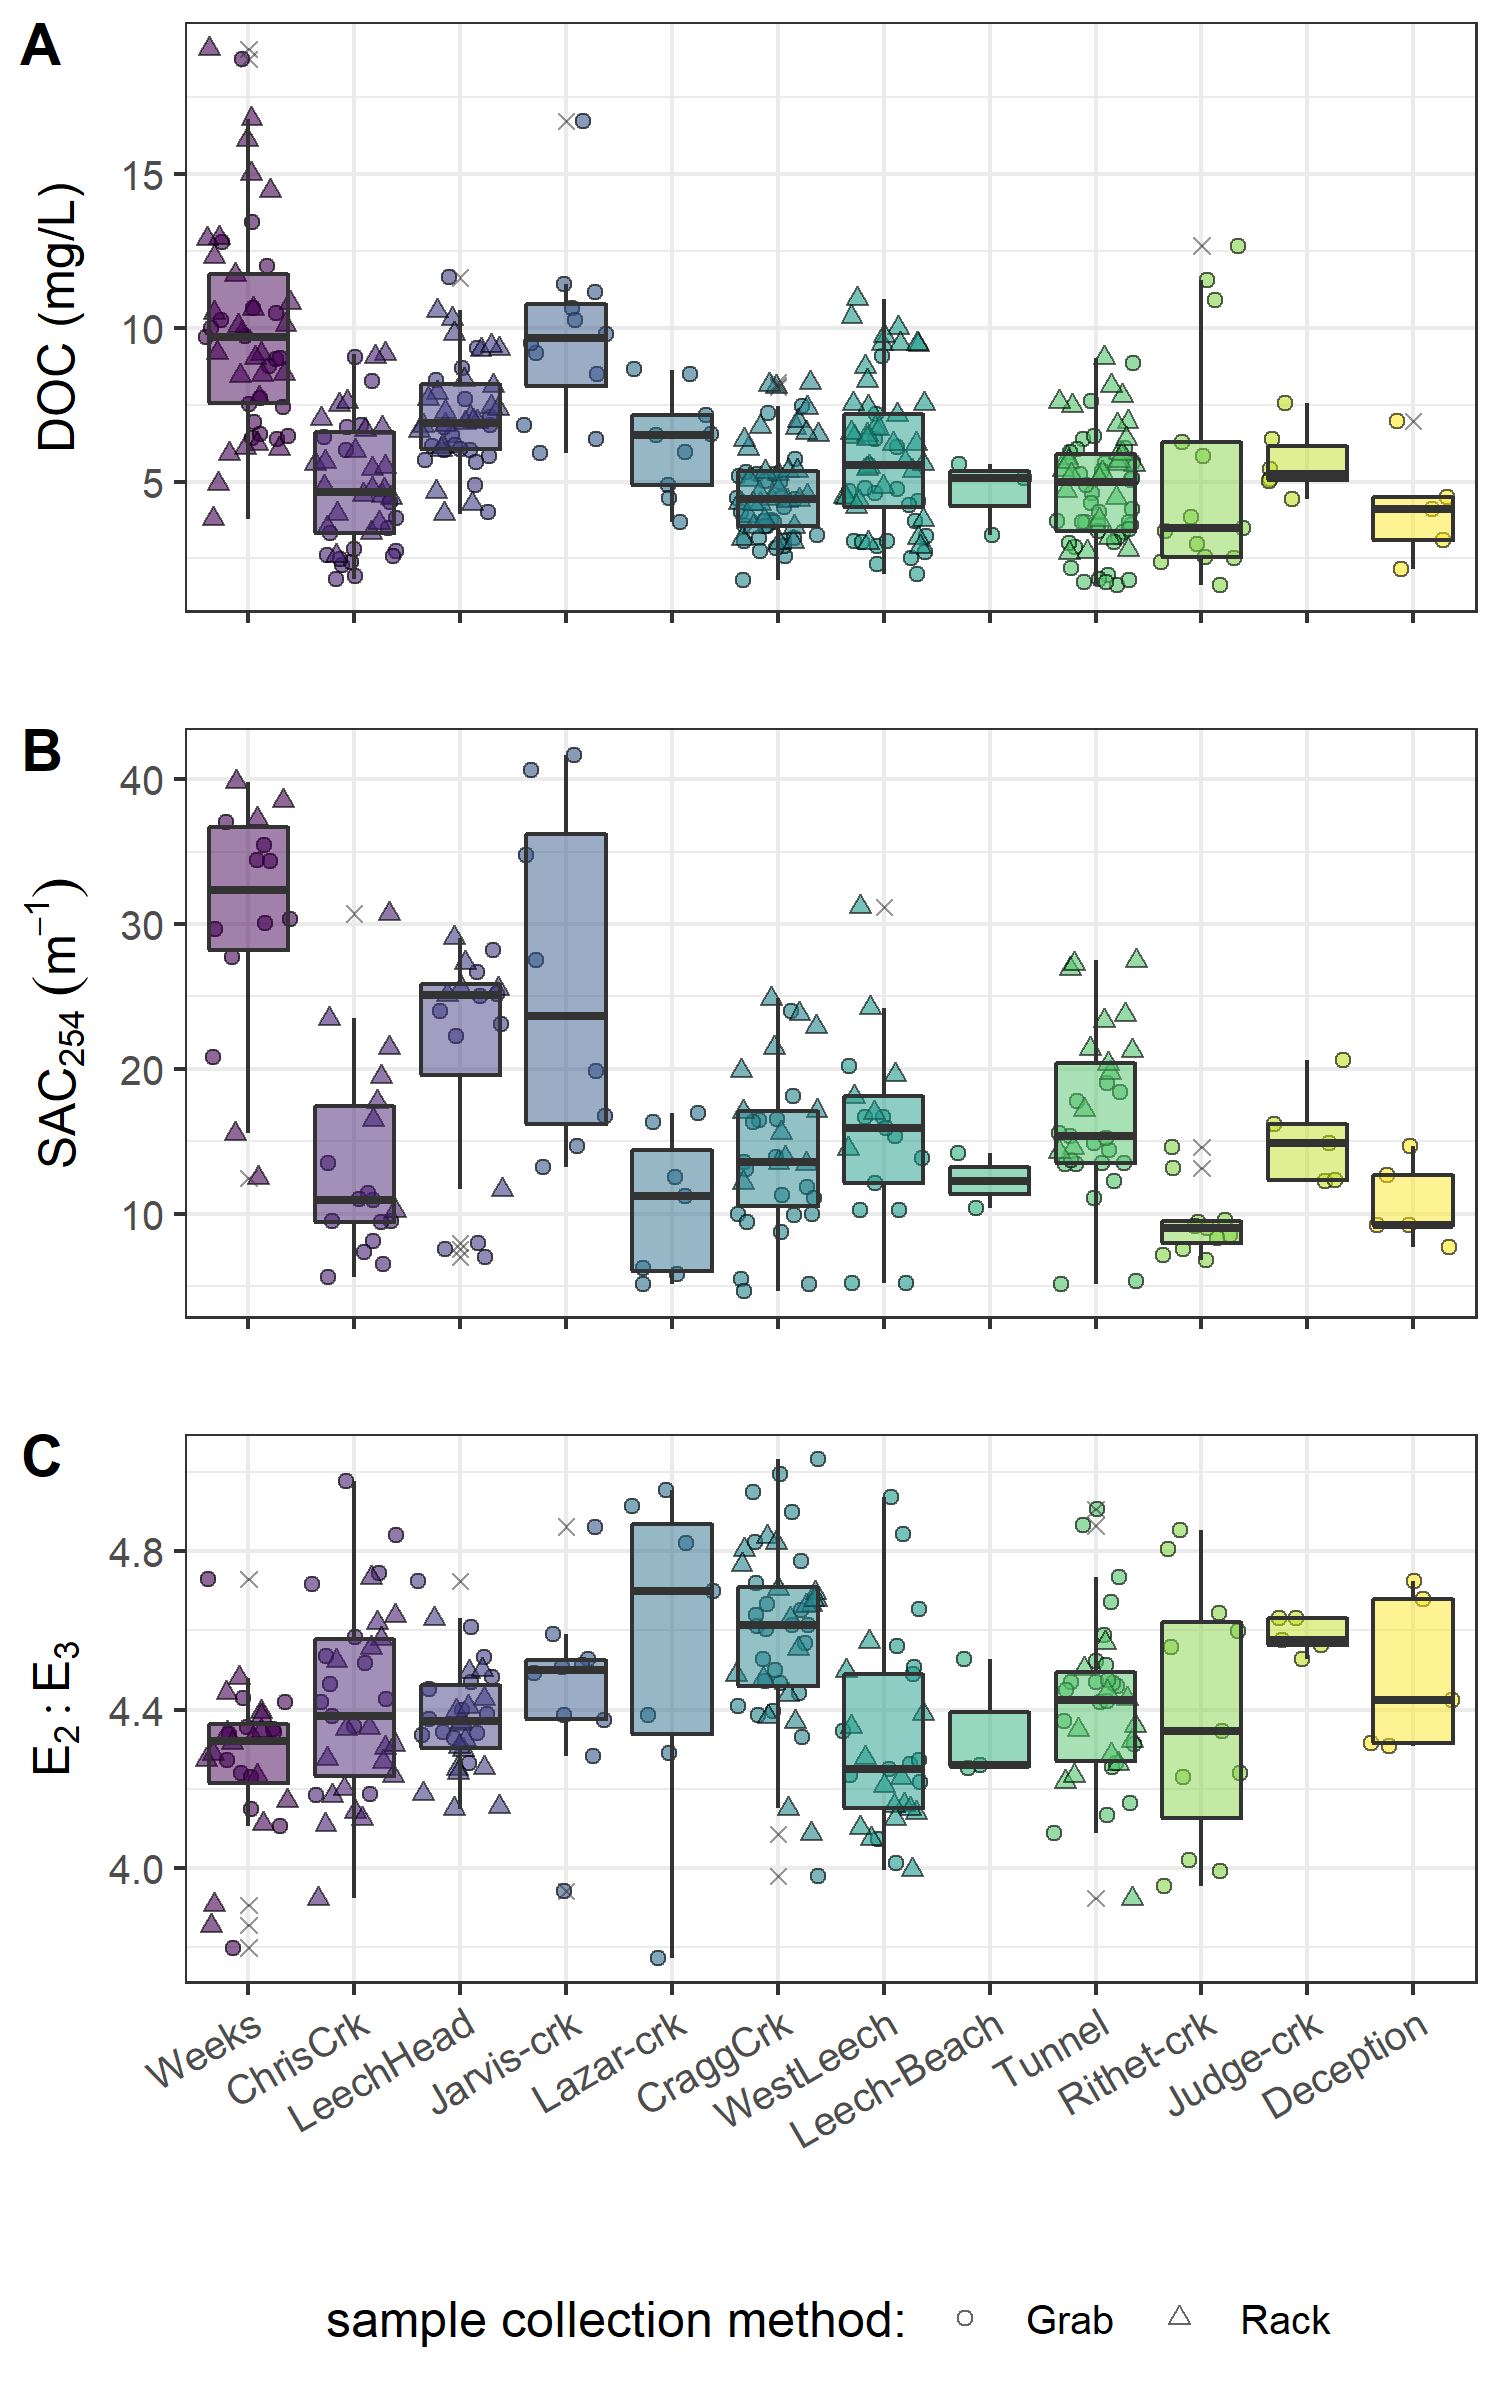 A
DOC (mg/L)
15
10
5
B
SAC₂₅₄ (m⁻¹)
40
30
20
10
C
E₂ : E₃
4.8
4.4
4.0
Weeks
ChrisCrk
LeechHead
Jarvis-crk
Lazar-crk
CraggCrk
WestLeech
Leech-Beach
Tunnel
Rithet-crk
Judge-crk
Deception
sample collection method: Grab Rack